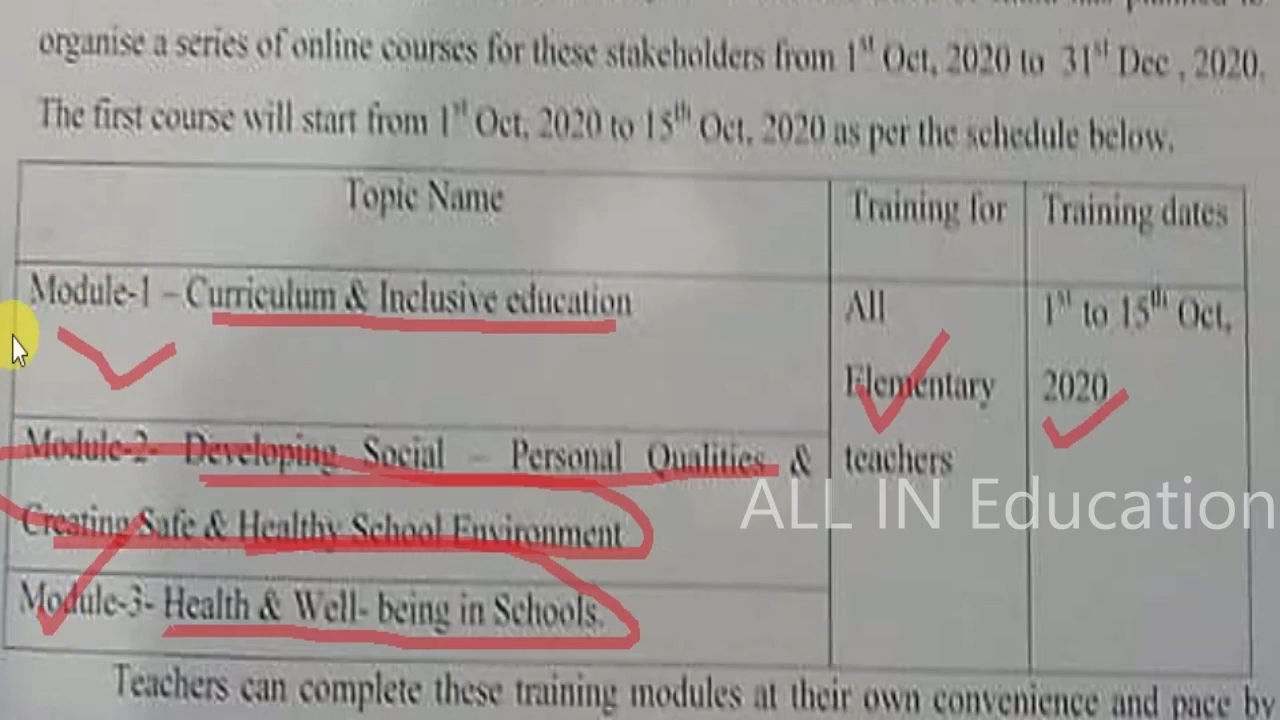 organise a series of online courses for these stakeholders from 1st Oct, 2020 to 31st Dec , 2020.
The first course will start from 1st Oct, 2020 to 15th Oct, 2020 as per the schedule below.
Topic Name
Training for
Training dates
Module-1 – Curriculum & Inclusive education
All
Elementary
teachers
1st to 15th Oct,
2020
Module-2- Developing Social – Personal Qualities &
Creating Safe & Healthy School Environment
Module-3- Health & Well- being in Schools.
ALL IN Education
Teachers can complete these training modules at their own convenience and pace by